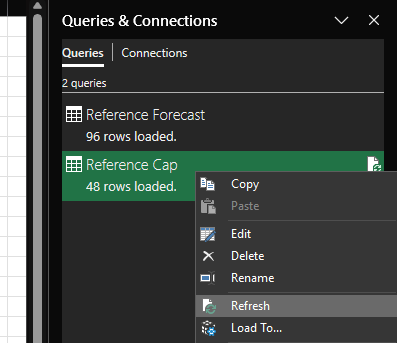 Queries & Connections
Queries | Connections
2 queries
Reference Forecast
96 rows loaded.
Reference Cap
48 rows loaded.
Copy
Paste
Edit
Delete
Rename
Refresh
Load To...